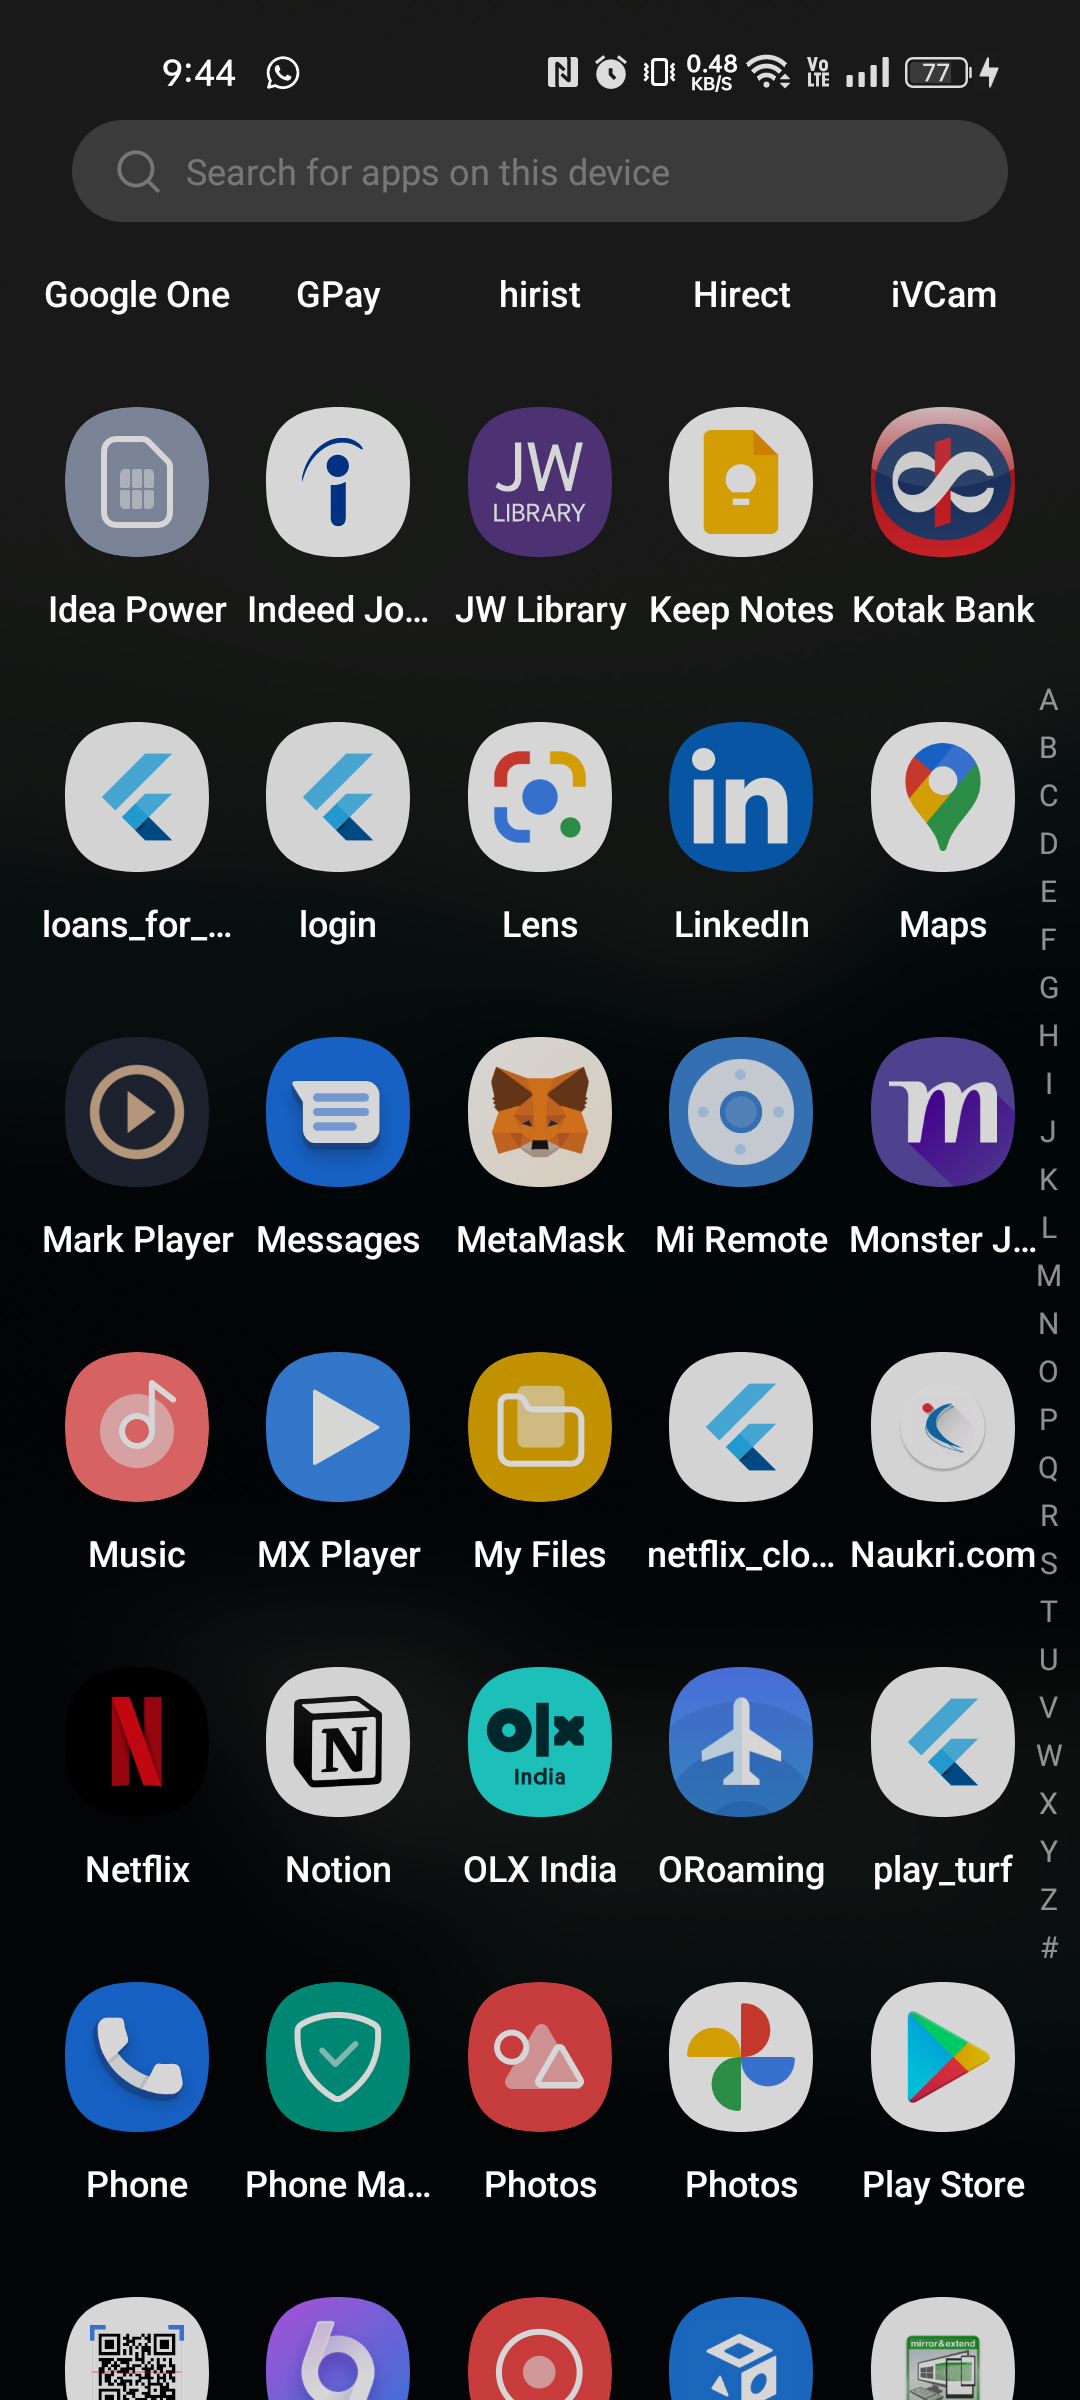 9:44
0.48
KB/S
Vo
LTE
77
Search for apps on this device
Google One GPay hirist Hirect iVCam
JW
LIBRARY
Idea Power Indeed Jo... JW Library Keep Notes Kotak Bank
in
loans_for_... login Lens LinkedIn Maps
m
Mark Player Messages MetaMask Mi Remote Monster J...
Music MX Player My Files netflix_clo... Naukri.com
N
N
olx
India
Netflix Notion OLX India ORoaming play_turf
Phone Phone Ma... Photos Photos Play Store
mirror&extend
A
B
C
D
E
F
G
H
I
J
K
L
M
N
O
P
Q
R
S
T
U
V
W
X
Y
Z
#